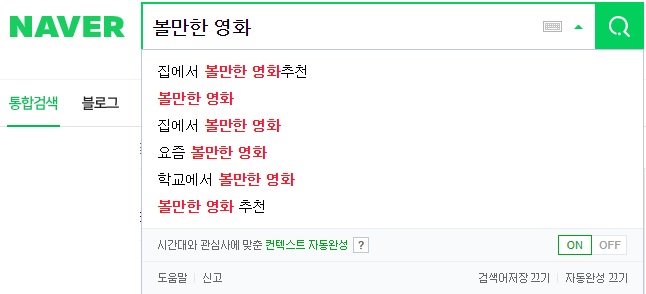 NAVER 볼만한 영화
집에서 볼만한 영화추천
볼만한 영화
통합검색 블로그
집에서 볼만한 영화
요즘 볼만한 영화
학교에서 볼만한 영화
볼만한 영화 추천
시간대와 관심사에 맞춘 컨텍스트 자동완성 ? ON OFF
도움말 신고 검색어저장 끄기 자동완성 끄기